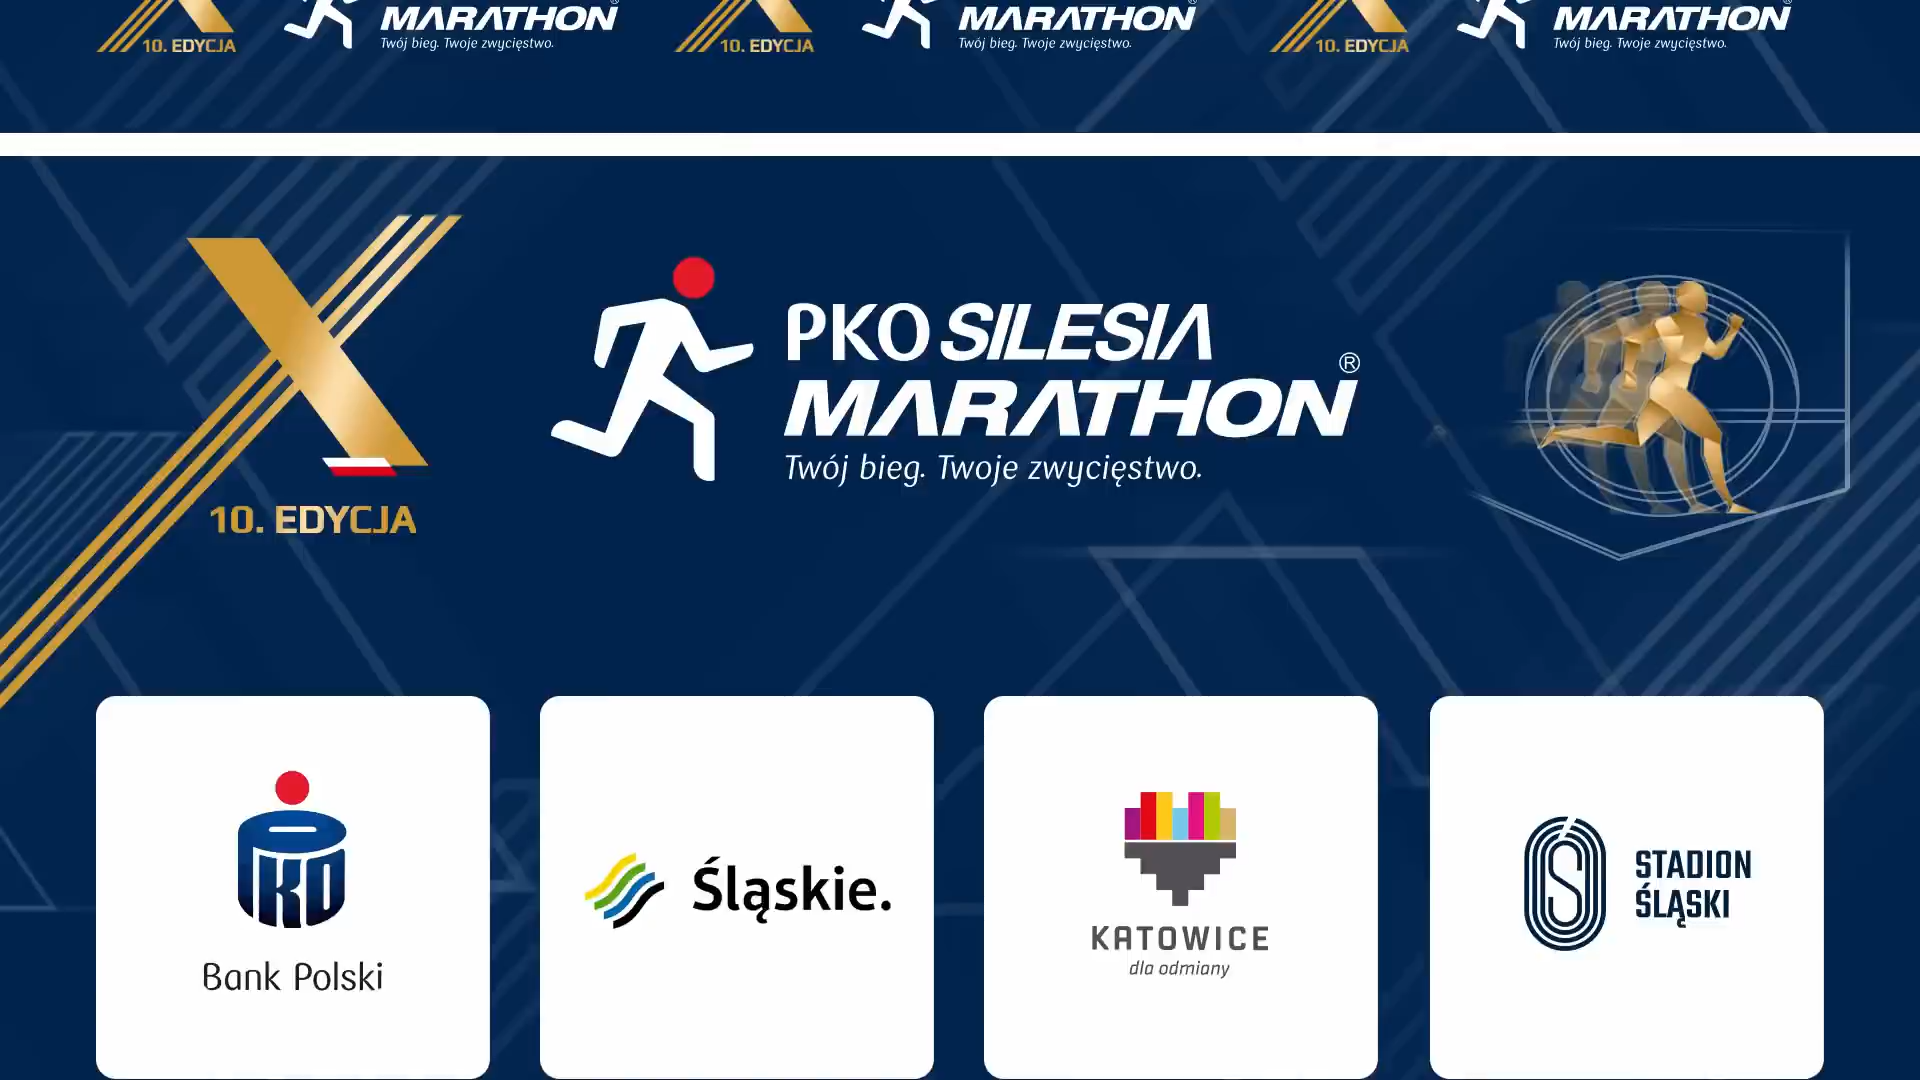 MARATHON
10. EDYCJA
Twój bieg. Twoje zwycięstwo.
MARATHON
10. EDYCJA
Twój bieg. Twoje zwycięstwo.
MARATHON
10. EDYCJA
Twój bieg. Twoje zwycięstwo.
X
10. EDYCJA
PKO SILESIA
MARATHON®
Twój bieg. Twoje zwycięstwo.
PKO
Bank Polski
Śląskie.
KATOWICE
dla odmiany
Ś
STADION
ŚLĄSKI